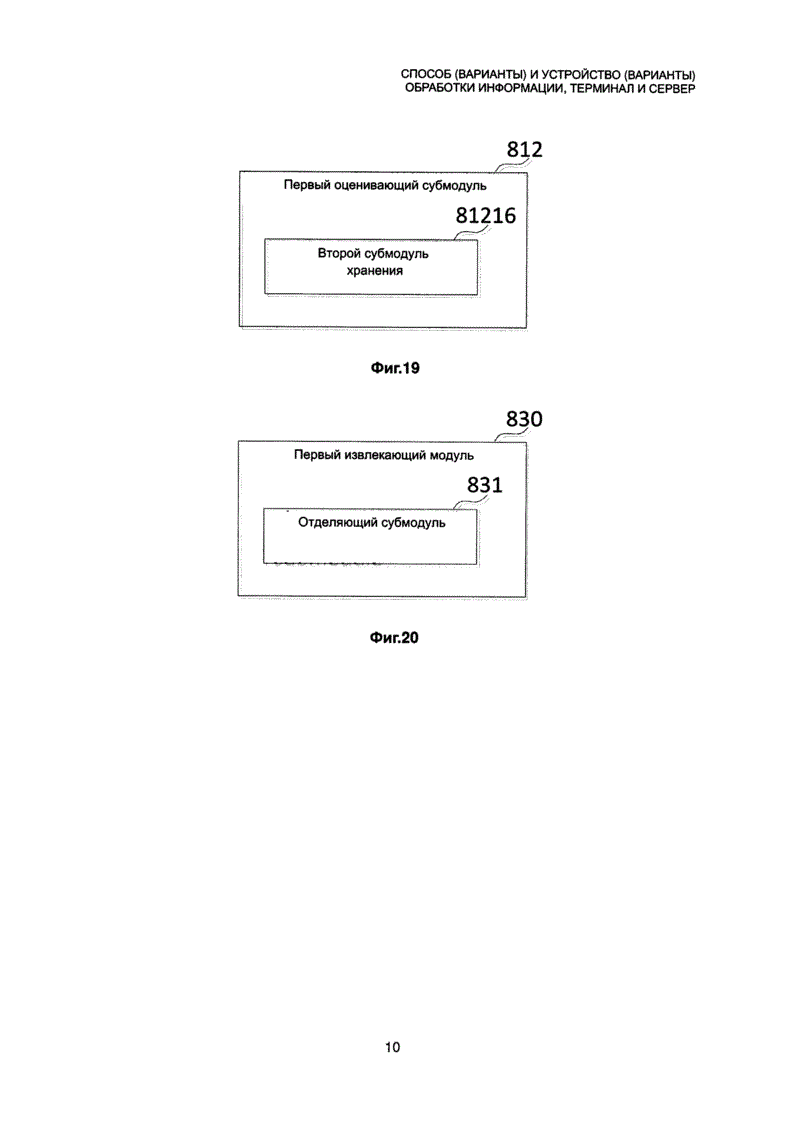 СПОСОБ (ВАРИАНТЫ) И УСТРОЙСТВО (ВАРИАНТЫ)
ОБРАБОТКИ ИНФОРМАЦИИ, ТЕРМИНАЛ И СЕРВЕР
812
Первый оценивающий субмодуль
81216
Второй субмодуль
хранения
Фиг.19
830
Первый извлекающий модуль
831
Отделяющий субмодуль
Фиг.20
10